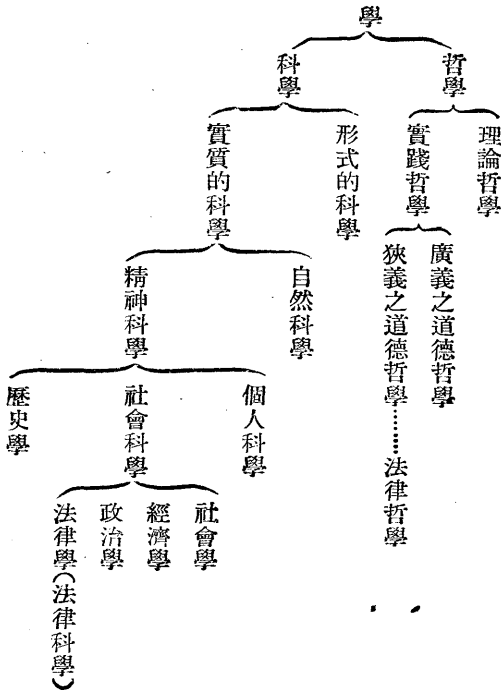 學
哲學
理論哲學
實踐哲學
廣義之道德哲學
狹義之道德哲學………法律哲學
科學
形式的科學
實質的科學
自然科學
精神科學
個人科學
社會科學
社會學
經濟學
政治學
法律學(法律科學)
歷史學